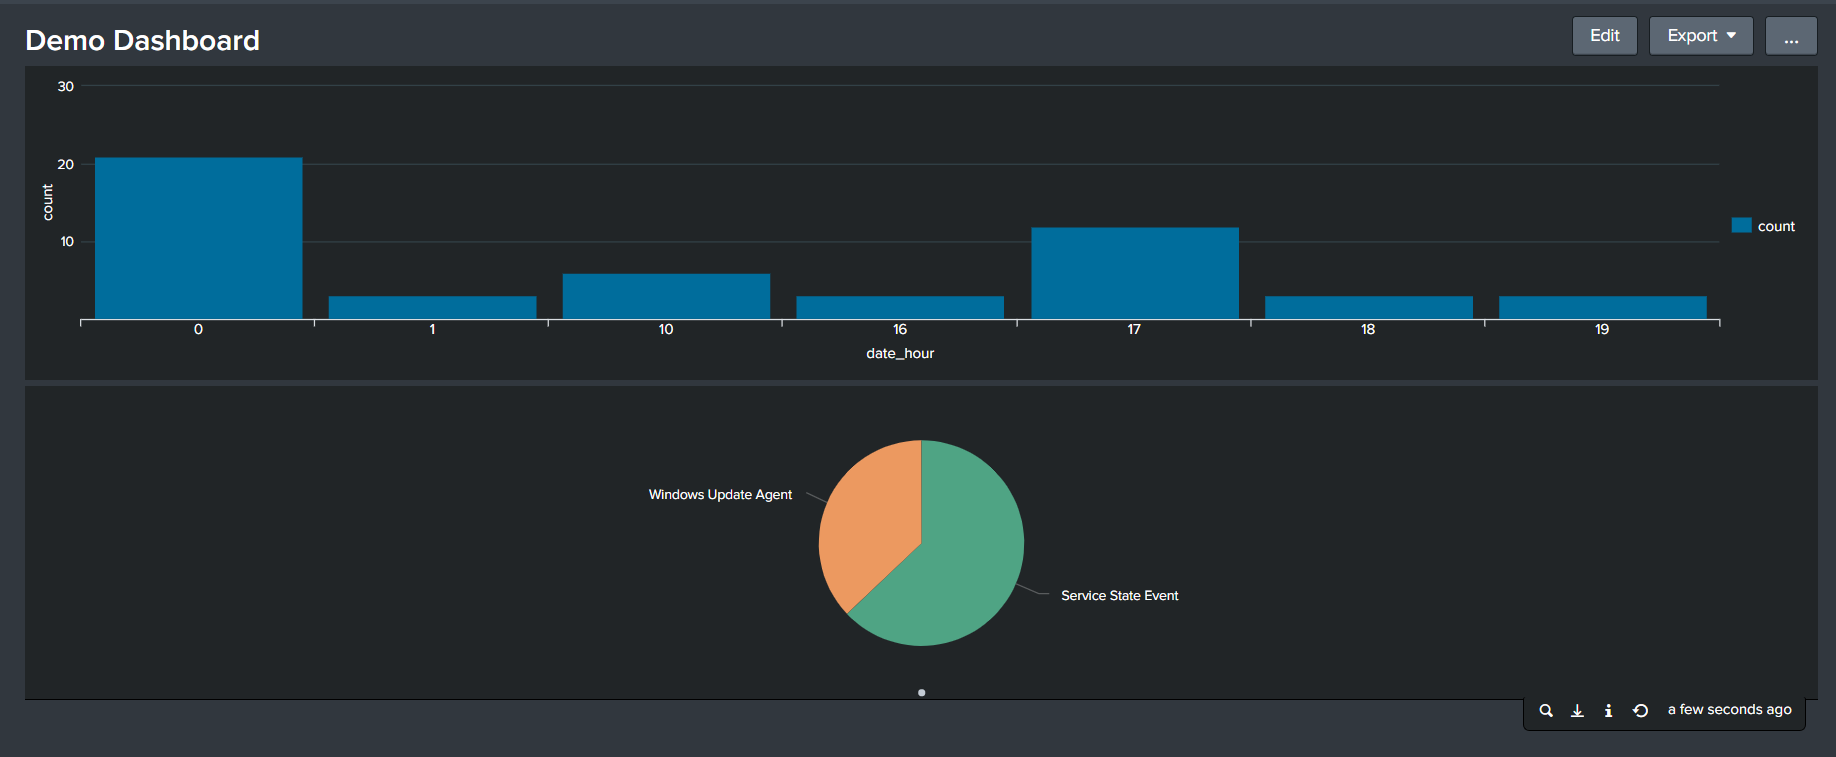 Demo Dashboard
Edit
Export
...
30
20
10
count
0
1
10
16
17
18
19
date_hour
count
Windows Update Agent
Service State Event
a few seconds ago